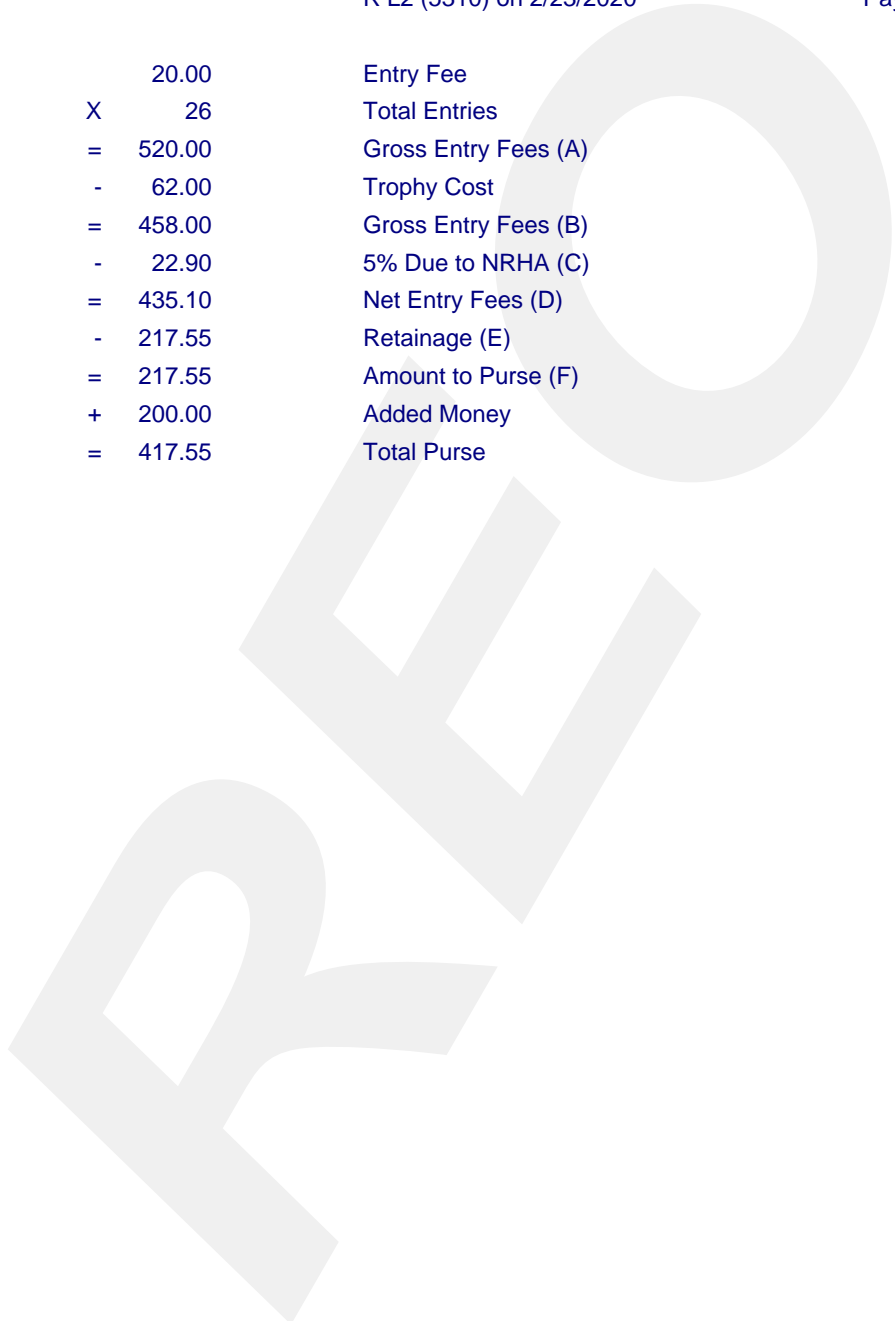 20.00 Entry Fee
X 26 Total Entries
= 520.00 Gross Entry Fees (A)
- 62.00 Trophy Cost
= 458.00 Gross Entry Fees (B)
- 22.90 5% Due to NRHA (C)
= 435.10 Net Entry Fees (D)
- 217.55 Retainage (E)
= 217.55 Amount to Purse (F)
+ 200.00 Added Money
= 417.55 Total Purse
REO